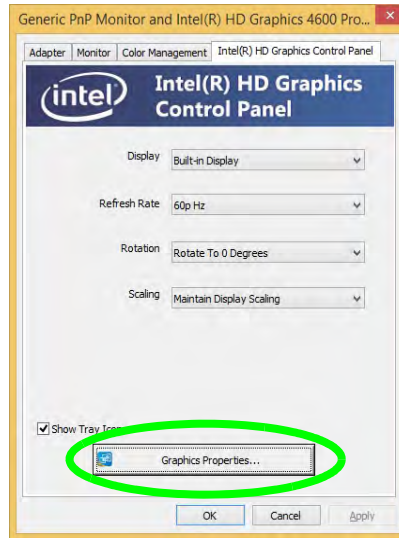 Generic PnP Monitor and Intel(R) HD Graphics 4600 Pro...
Adapter Monitor Color Management Intel(R) HD Graphics Control Panel
intel
Intel(R) HD Graphics
Control Panel
Display Built-in Display
Refresh Rate 60p Hz
Rotation Rotate To 0 Degrees
Scaling Maintain Display Scaling
Show Tray
Graphics Properties...
OK Cancel Apply